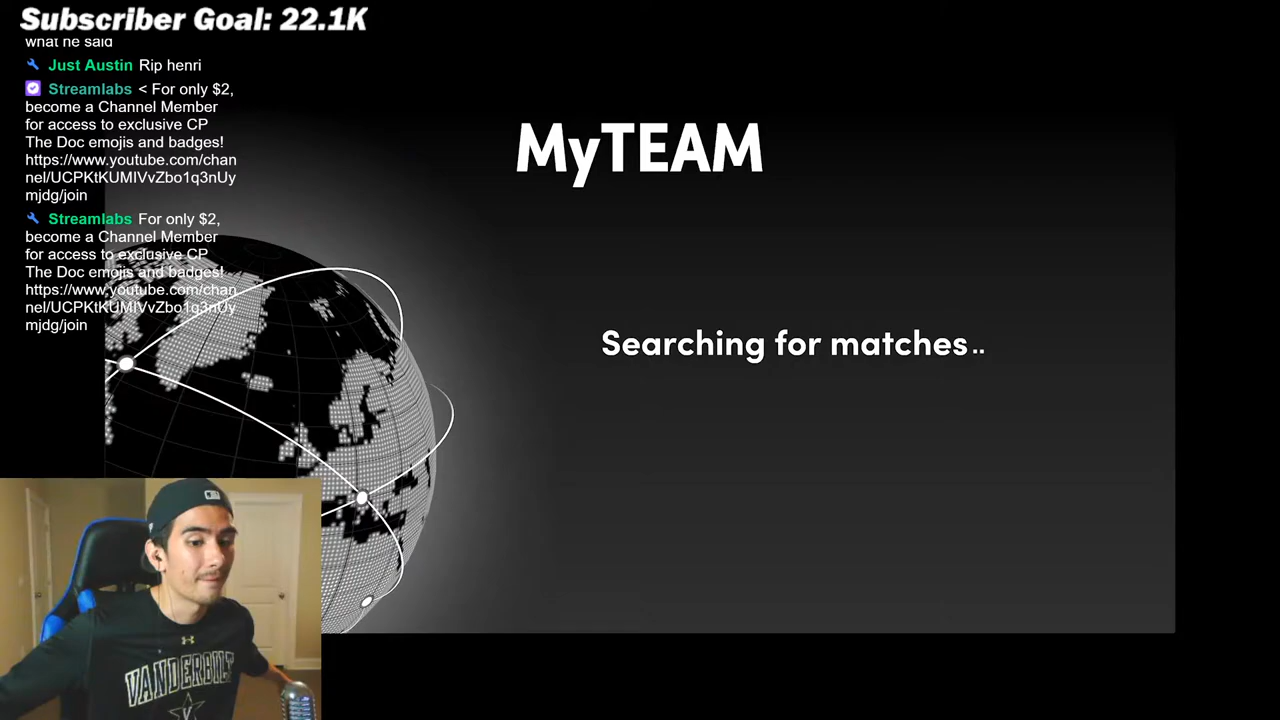 Subscriber Goal: 22.1K
what he said
Just Austin Rip henri
Streamlabs < For only $2,
become a Channel Member
for access to exclusive CP
The Doc emojis and badges!
https://www.youtube.com/chan
nel/UCPKtKUMIVvZbo1q3nUy
mjdg/join
Streamlabs For only $2,
become a Channel Member
for access to exclusive CP
The Doc emojis and badges!
https://www.youtube.com/chan
nel/UCPKtKUMIVvZbo1q3nUy
mjdg/join
MyTEAM
Searching for matches..
VANDERBILT